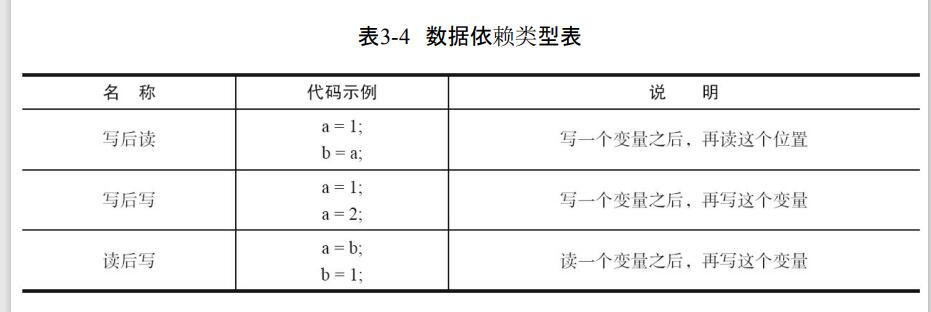 表3-4 数据依赖类型表
名 称 代码示例 说 明
写后读 a = 1; 写一个变量之后，再读这个位置
b = a;
写后写 a = 1; 写一个变量之后，再写这个变量
a = 2;
读后写 a = b; 读一个变量之后，再写这个变量
b = 1;